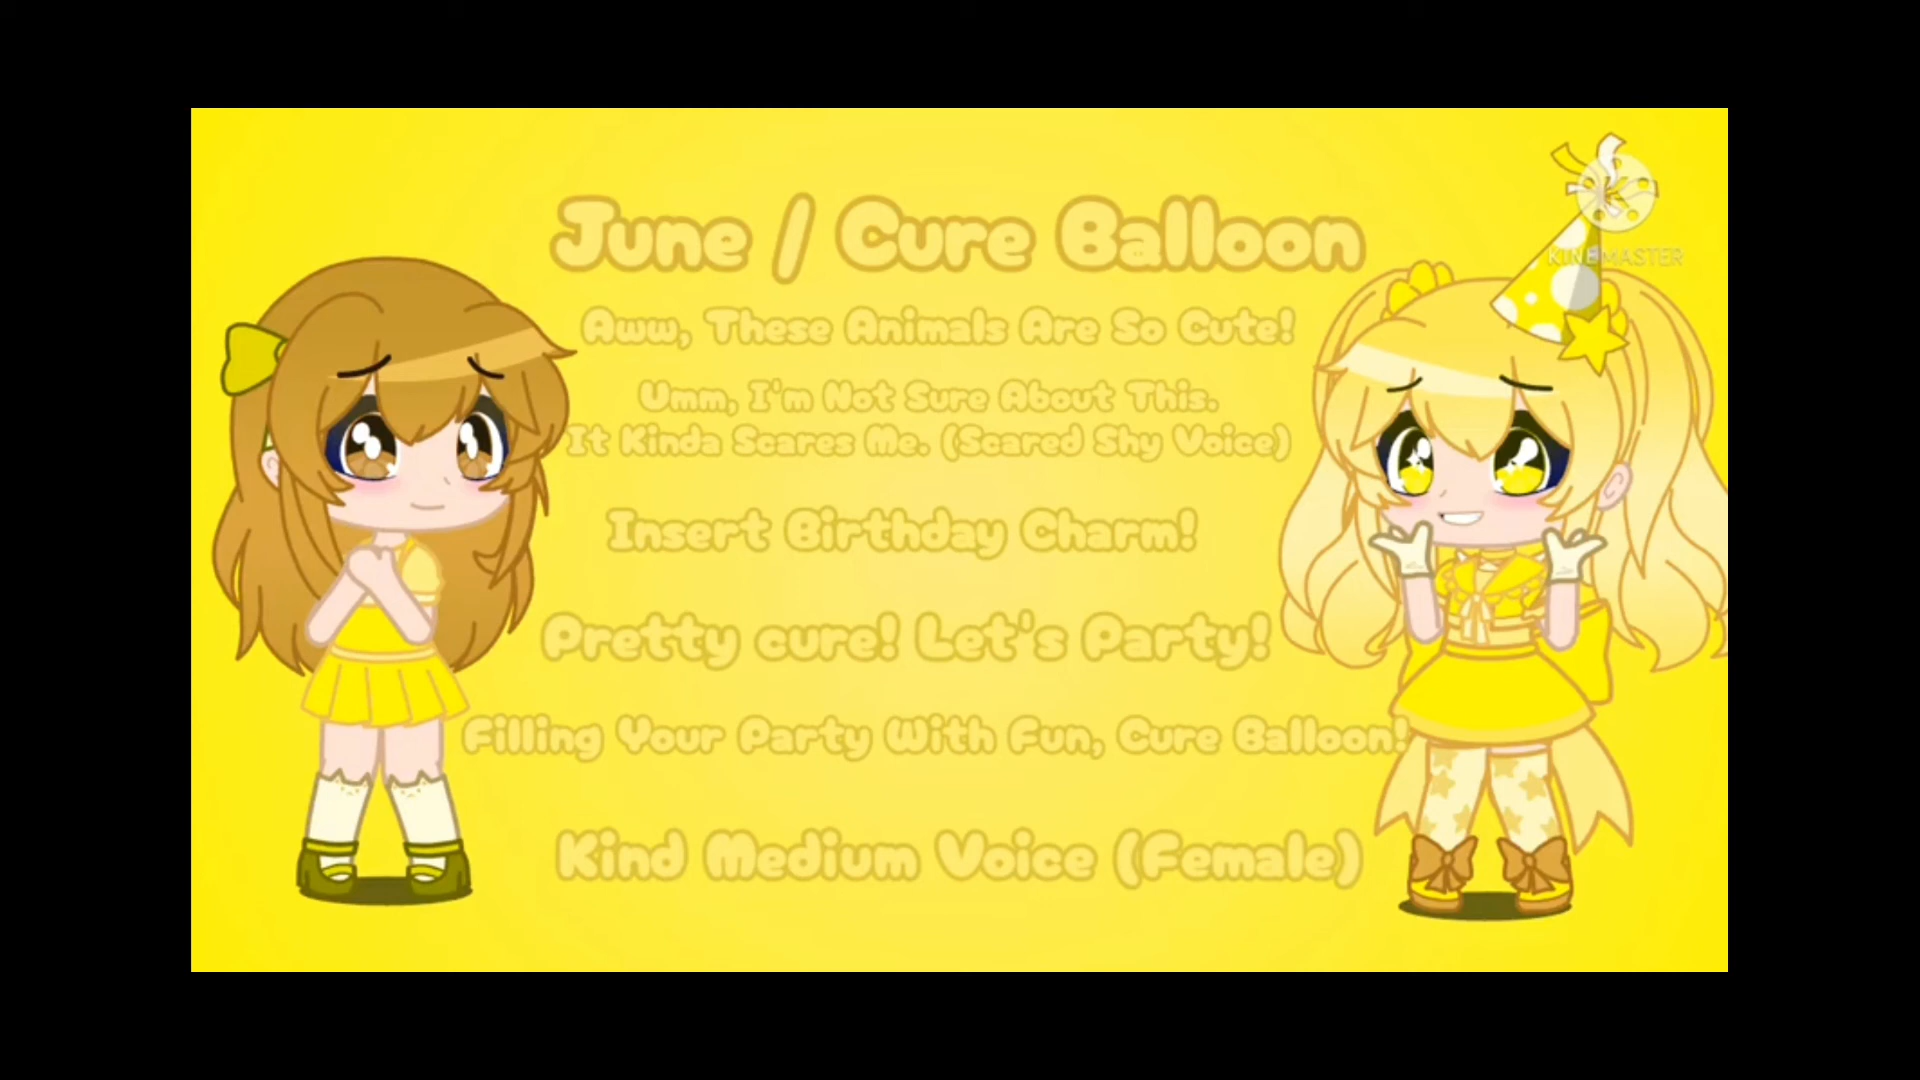 June / Cure Balloon
KINEMASTER
Aww, These Animals Are So Cute!
Umm, I'm Not Sure About This.
It Kinda Scares Me. (Scared Shy Voice)
Insert Birthday Charm!
Pretty cure! Let's Party!
Filling Your Party With Fun, Cure Balloon!
Kind Medium Voice (Female)